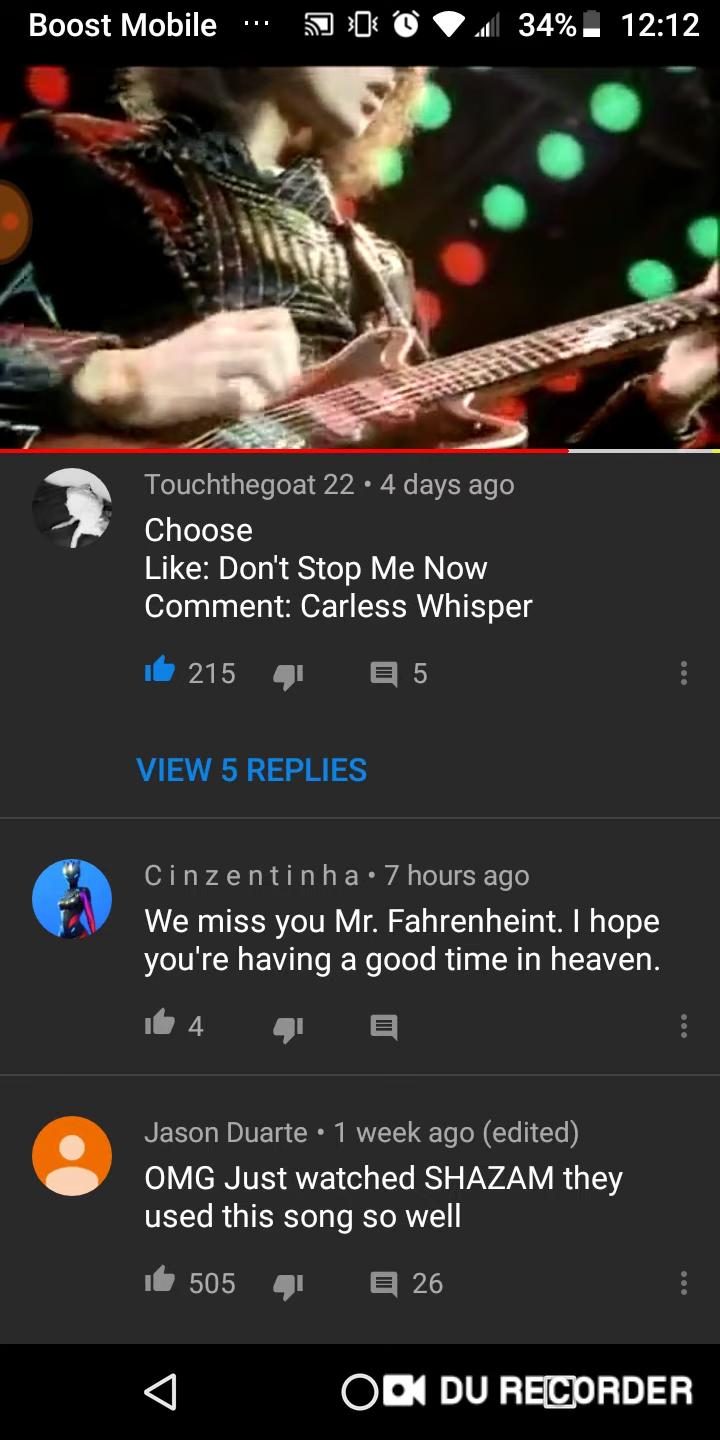 Boost Mobile ... 34% 12:12
Touchthegoat 22 • 4 days ago
Choose
Like: Don't Stop Me Now
Comment: Carless Whisper
215 5
VIEW 5 REPLIES
C i n z e n t i n h a • 7 hours ago
We miss you Mr. Fahrenheint. I hope
you're having a good time in heaven.
4
Jason Duarte • 1 week ago (edited)
OMG Just watched SHAZAM they
used this song so well
505 26
DU RECORDER